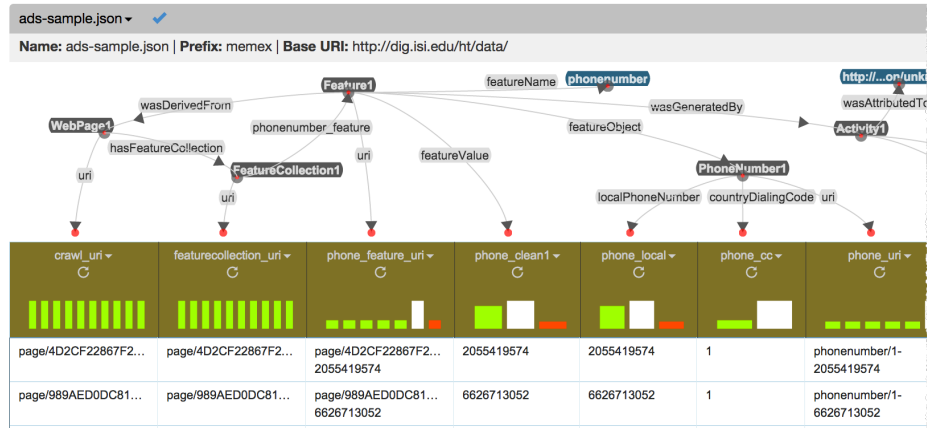 ads-sample.json
Name: ads-sample.json | Prefix: memex | Base URI: http://dig.isi.edu/ht/data/
Feature1 featureName phonenumber http://...on/unki
wasDerivedFrom wasGeneratedBy wasAttributedTo
WebPage1 phonenumber_feature featureObject Activity1
hasFeatureCollection uri featureValue
uri FeatureCollection1 PhoneNumber1
uri localPhoneNumber countryDialingCode uri
crawl_uri featurecollection_uri phone_feature_uri phone_clean1 phone_local phone_cc phone_uri
page/4D2CF22867F2... page/4D2CF22867F2... page/4D2CF22867F2... 2055419574 2055419574 1 phonenumber/1-
2055419574 2055419574
page/989AED0DC81... page/989AED0DC81... page/989AED0DC81... 6626713052 6626713052 1 phonenumber/1-
6626713052 6626713052